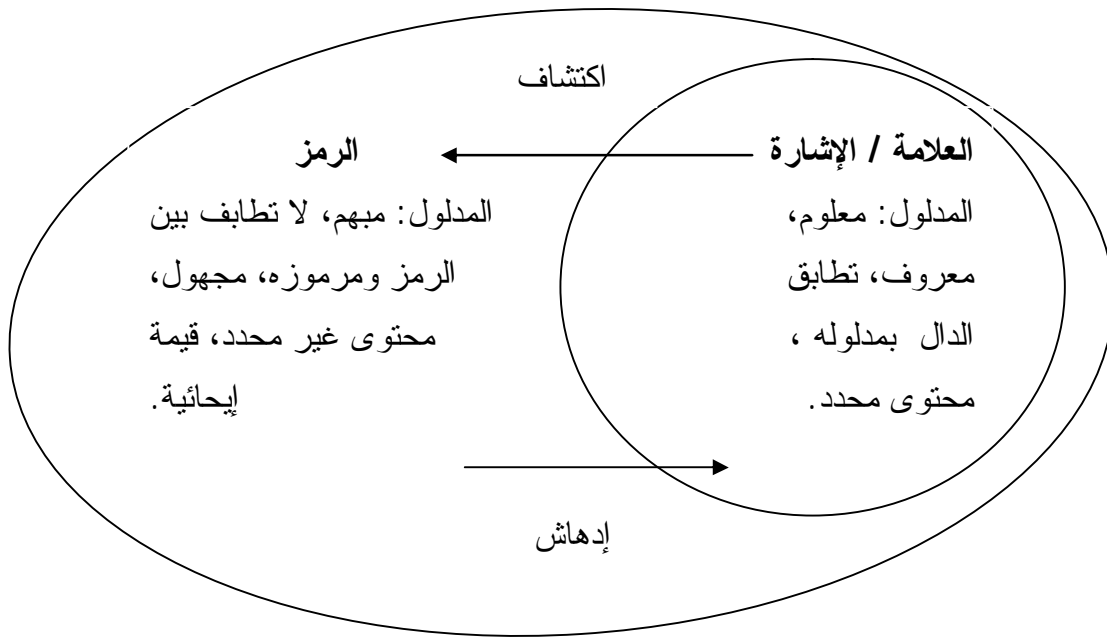 اكتشاف
العلامة / الإشارة
المدلول: معلوم،
معروف، تطابق
الدال بمدلوله ،
محتوى محدد.
الرمز
المدلول: مبهم، لا تطابف بين
الرمز ومرموزه، مجهول،
محتوى غير محدد، قيمة
إيحائية.
إدهاش